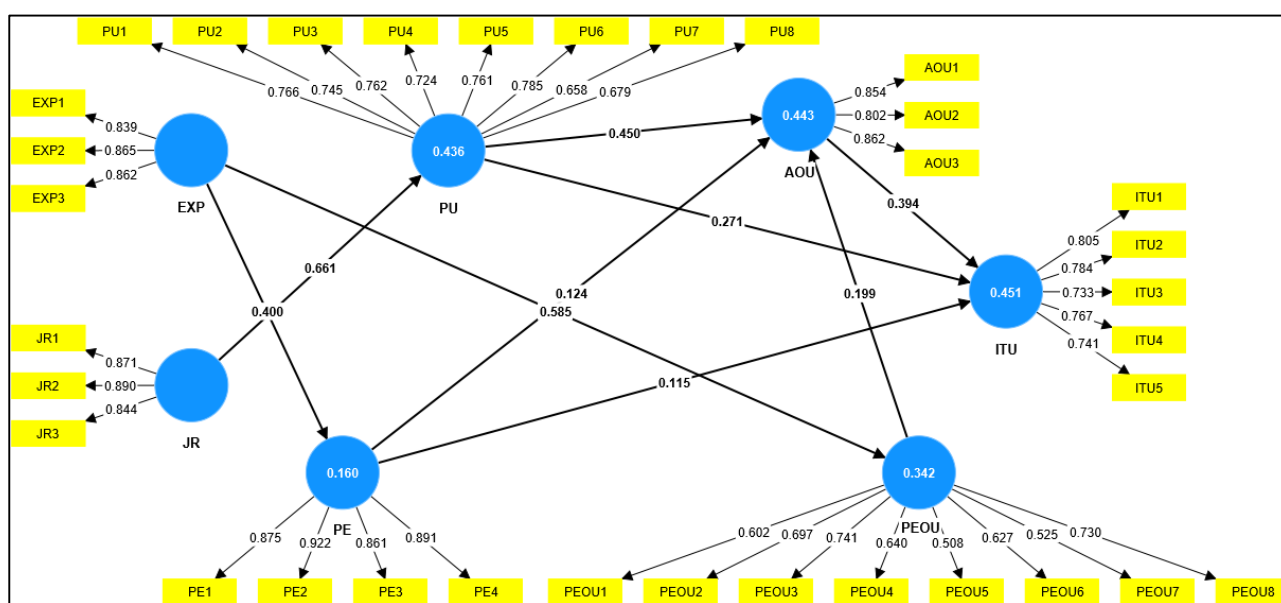 PU1 PU2 PU3 PU4 PU5 PU6 PU7 PU8
0.766 0.745 0.762 0.724 0.761 0.785 0.658 0.679
EXP1
EXP2
EXP3
0.839
0.865
0.862
EXP
0.436
PU
0.443
AOU
0.854
0.802
0.862
AOU1
AOU2
AOU3
0.450
0.271
0.394
0.661
0.400
0.124
0.585
0.199
0.115
0.451
ITU
0.805
0.784
0.733
0.767
0.741
ITU1
ITU2
ITU3
ITU4
ITU5
JR1
JR2
JR3
0.871
0.890
0.844
JR
0.160
PE
0.875 0.922 0.861 0.891
PE1 PE2 PE3 PE4
0.342
PEOU
0.602 0.697 0.741 0.640 0.508 0.627 0.525 0.730
PEOU1 PEOU2 PEOU3 PEOU4 PEOU5 PEOU6 PEOU7 PEOU8